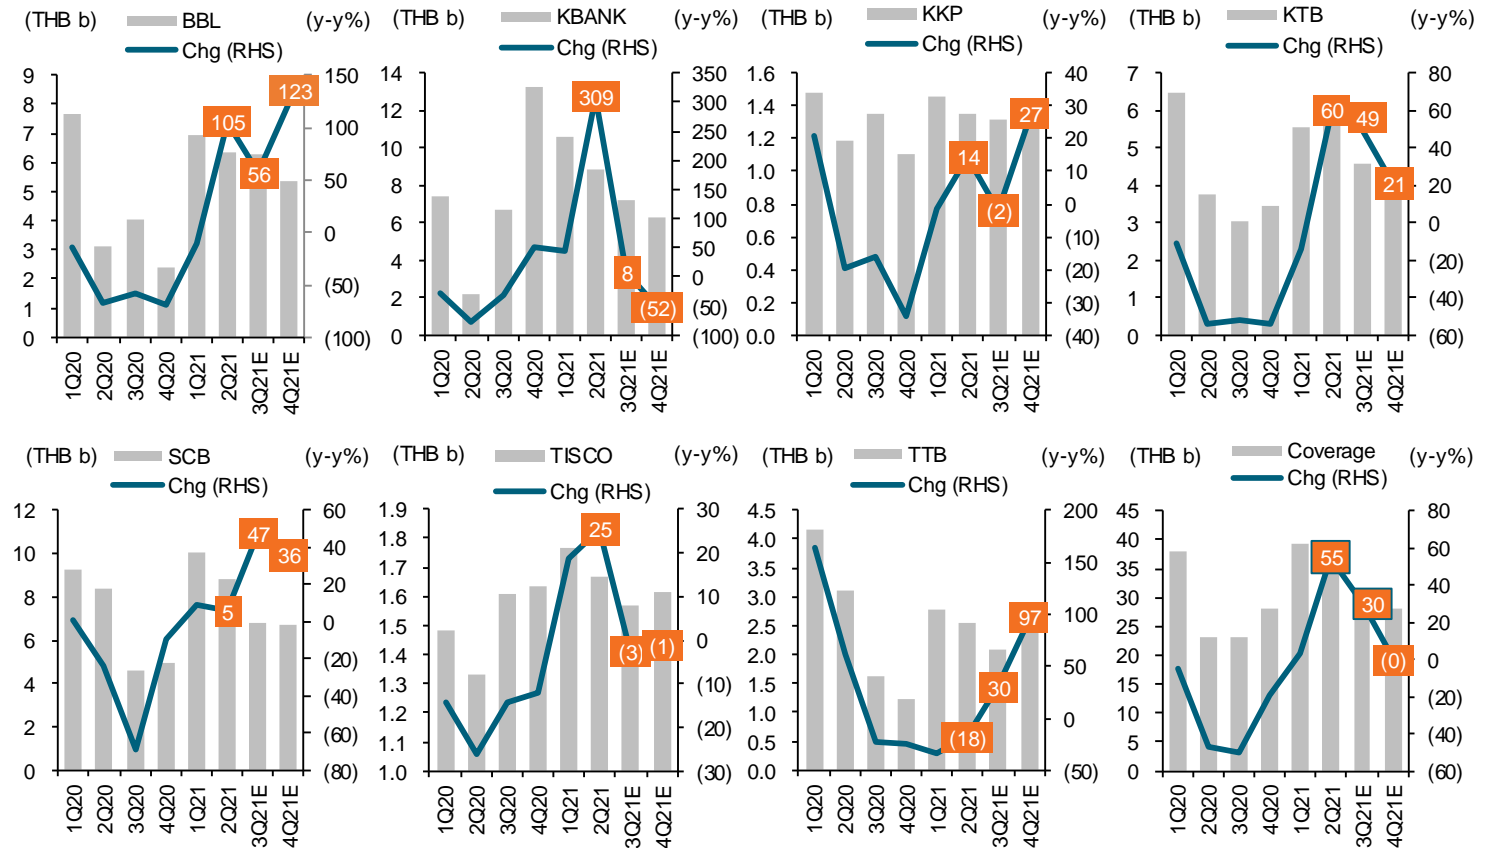 (THB b) BBL (y-y%)
Chg (RHS)
9 150
8 100
7 50
6 0
5 (50)
4 (100)
3
2
1
0
105 56 123
1Q20 2Q20 3Q20 4Q20 1Q21 2Q21 3Q21E 4Q21E
(THB b) KBANK (y-y%)
Chg (RHS)
14 350
12 300
10 250
8 200
6 150
4 100
2 50
0 0
(50)
(100)
309 8 (52)
1Q20 2Q20 3Q20 4Q20 1Q21 2Q21 3Q21E 4Q21E
(THB b) KKP (y-y%)
Chg (RHS)
1.6 40
1.4 30
1.2 20
1.0 10
0.8 0
0.6 (10)
0.4 (20)
0.2 (30)
0.0 (40)
14 (2) 27
1Q20 2Q20 3Q20 4Q20 1Q21 2Q21 3Q21E 4Q21E
(THB b) KTB (y-y%)
Chg (RHS)
7 80
6 60
5 40
4 20
3 0
2 (20)
1 (40)
0 (60)
60 49 21
1Q20 2Q20 3Q20 4Q20 1Q21 2Q21 3Q21E 4Q21E
(THB b) SCB (y-y%)
Chg (RHS)
12 60
10 40
8 20
6 0
4 (20)
2 (40)
0 (60)
(80)
5 47 36
1Q20 2Q20 3Q20 4Q20 1Q21 2Q21 3Q21E 4Q21E
(THB b) TISCO (y-y%)
Chg (RHS)
1.9 30
1.8 20
1.7 10
1.6 0
1.5 (10)
1.4 (20)
1.3 (30)
1.2
1.1
1.0
25 (3) (1)
1Q20 2Q20 3Q20 4Q20 1Q21 2Q21 3Q21E 4Q21E
(THB b) TTB (y-y%)
Chg (RHS)
4.5 200
4.0 150
3.5 100
3.0 50
2.5 0
2.0 (50)
1.5
1.0
0.5
0.0
(18) 30 97
1Q20 2Q20 3Q20 4Q20 1Q21 2Q21 3Q21E 4Q21E
(THB b) Coverage (y-y%)
Chg (RHS)
45 80
40 60
35 40
30 20
25 0
20 (20)
15 (40)
10 (60)
5
0
55 30 (0)
1Q20 2Q20 3Q20 4Q20 1Q21 2Q21 3Q21E 4Q21E